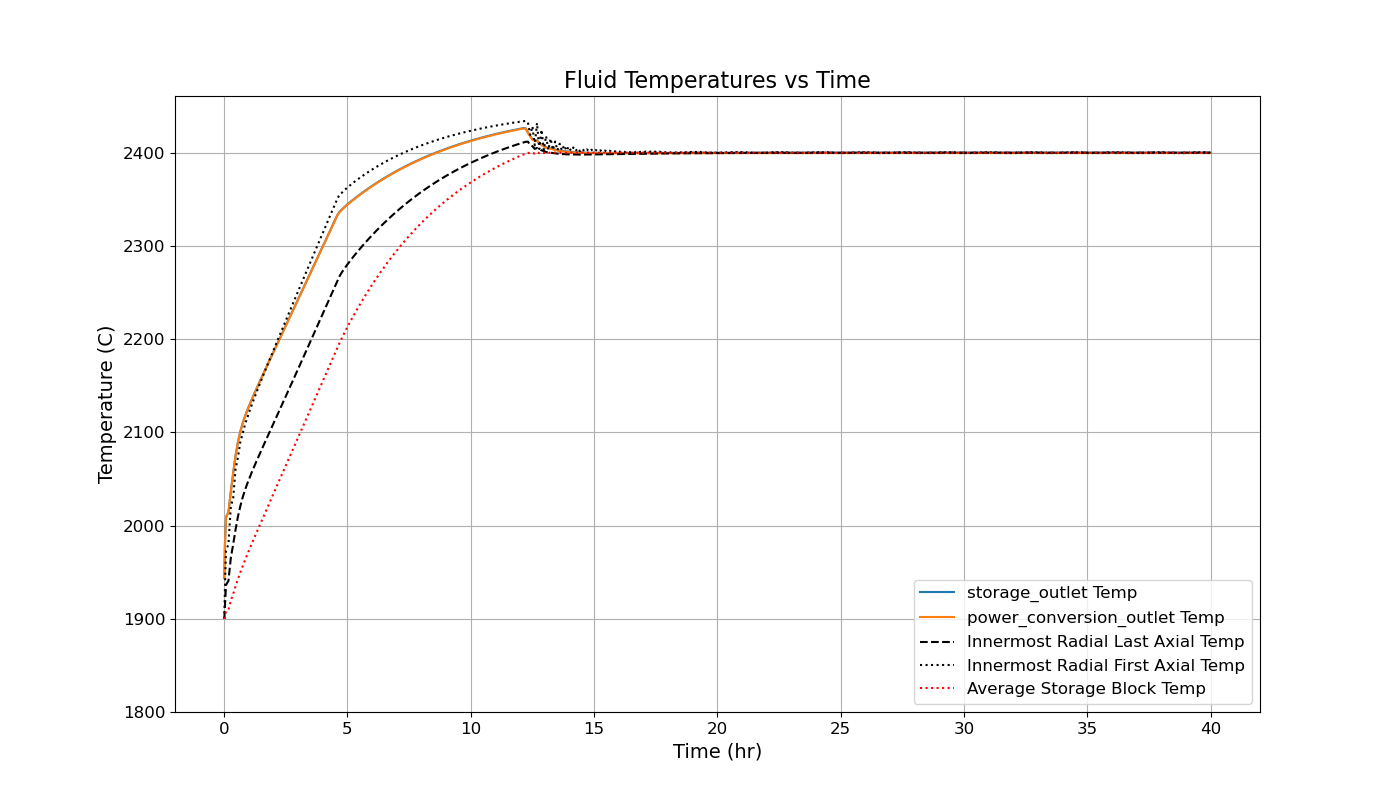 Fluid Temperatures vs Time
Temperature (C)
2400
2300
2200
2100
2000
1900
1800
storage_outlet Temp
power_conversion_outlet Temp
Innermost Radial Last Axial Temp
Innermost Radial First Axial Temp
Average Storage Block Temp
0 5 10 15 20 25 30 35 40
Time (hr)